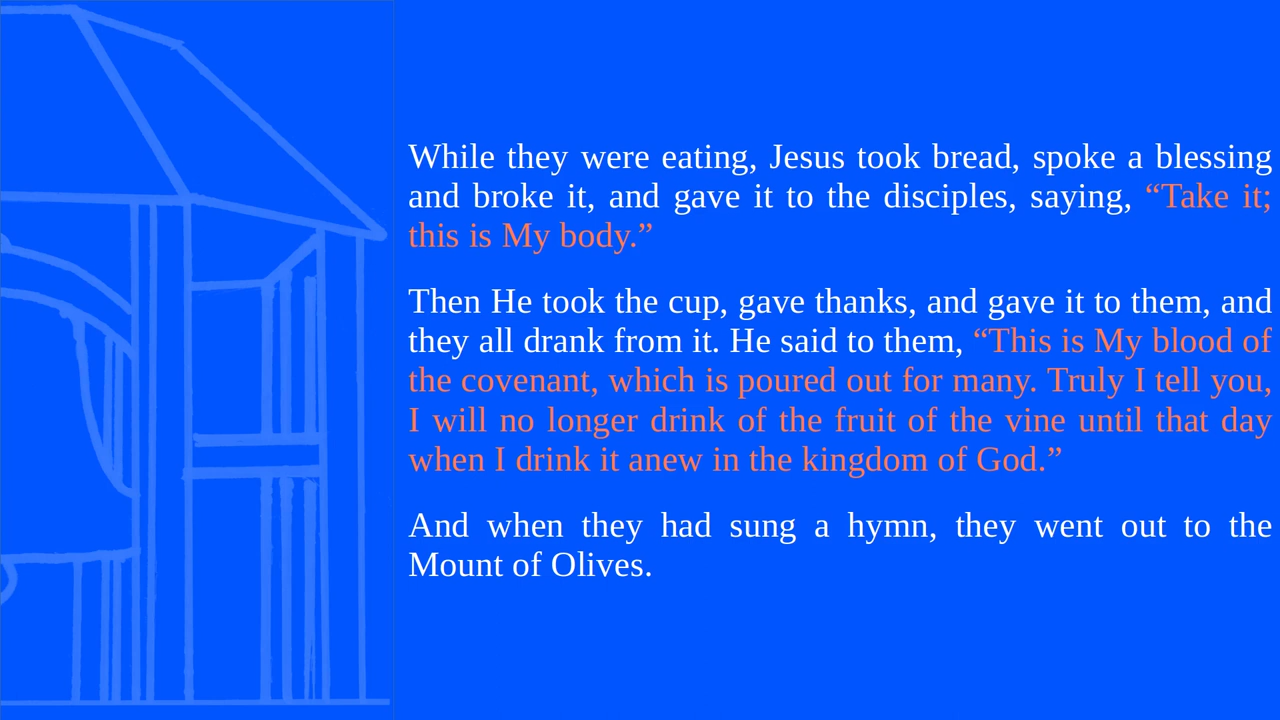 While they were eating, Jesus took bread, spoke a blessing
and broke it, and gave it to the disciples, saying, “Take it;
this is My body.”
Then He took the cup, gave thanks, and gave it to them, and
they all drank from it. He said to them, “This is My blood of
the covenant, which is poured out for many. Truly I tell you,
I will no longer drink of the fruit of the vine until that day
when I drink it anew in the kingdom of God.”
And when they had sung a hymn, they went out to the
Mount of Olives.